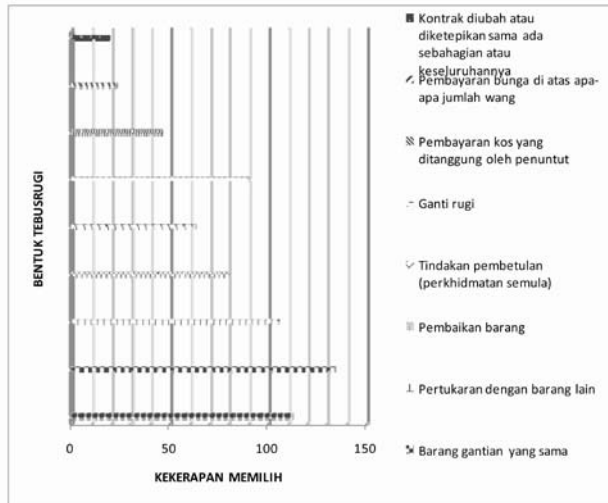 BENTUK TEBUSRUGI
0
50
100
150
KEKERAPAN MEMILIH
Kontrak diubah atau
diketepikan sama ada
sebahagian atau
keseluruhannya
Pembayaran bunga di atas apa-
apa jumlah wang
Pembayaran kos yang
ditanggung oleh penuntut
Ganti rugi
Tindakan pembetulan
(perkhidmatan semula)
Pembaikan barang
Pertukaran dengan barang lain
Barang gantian yang sama